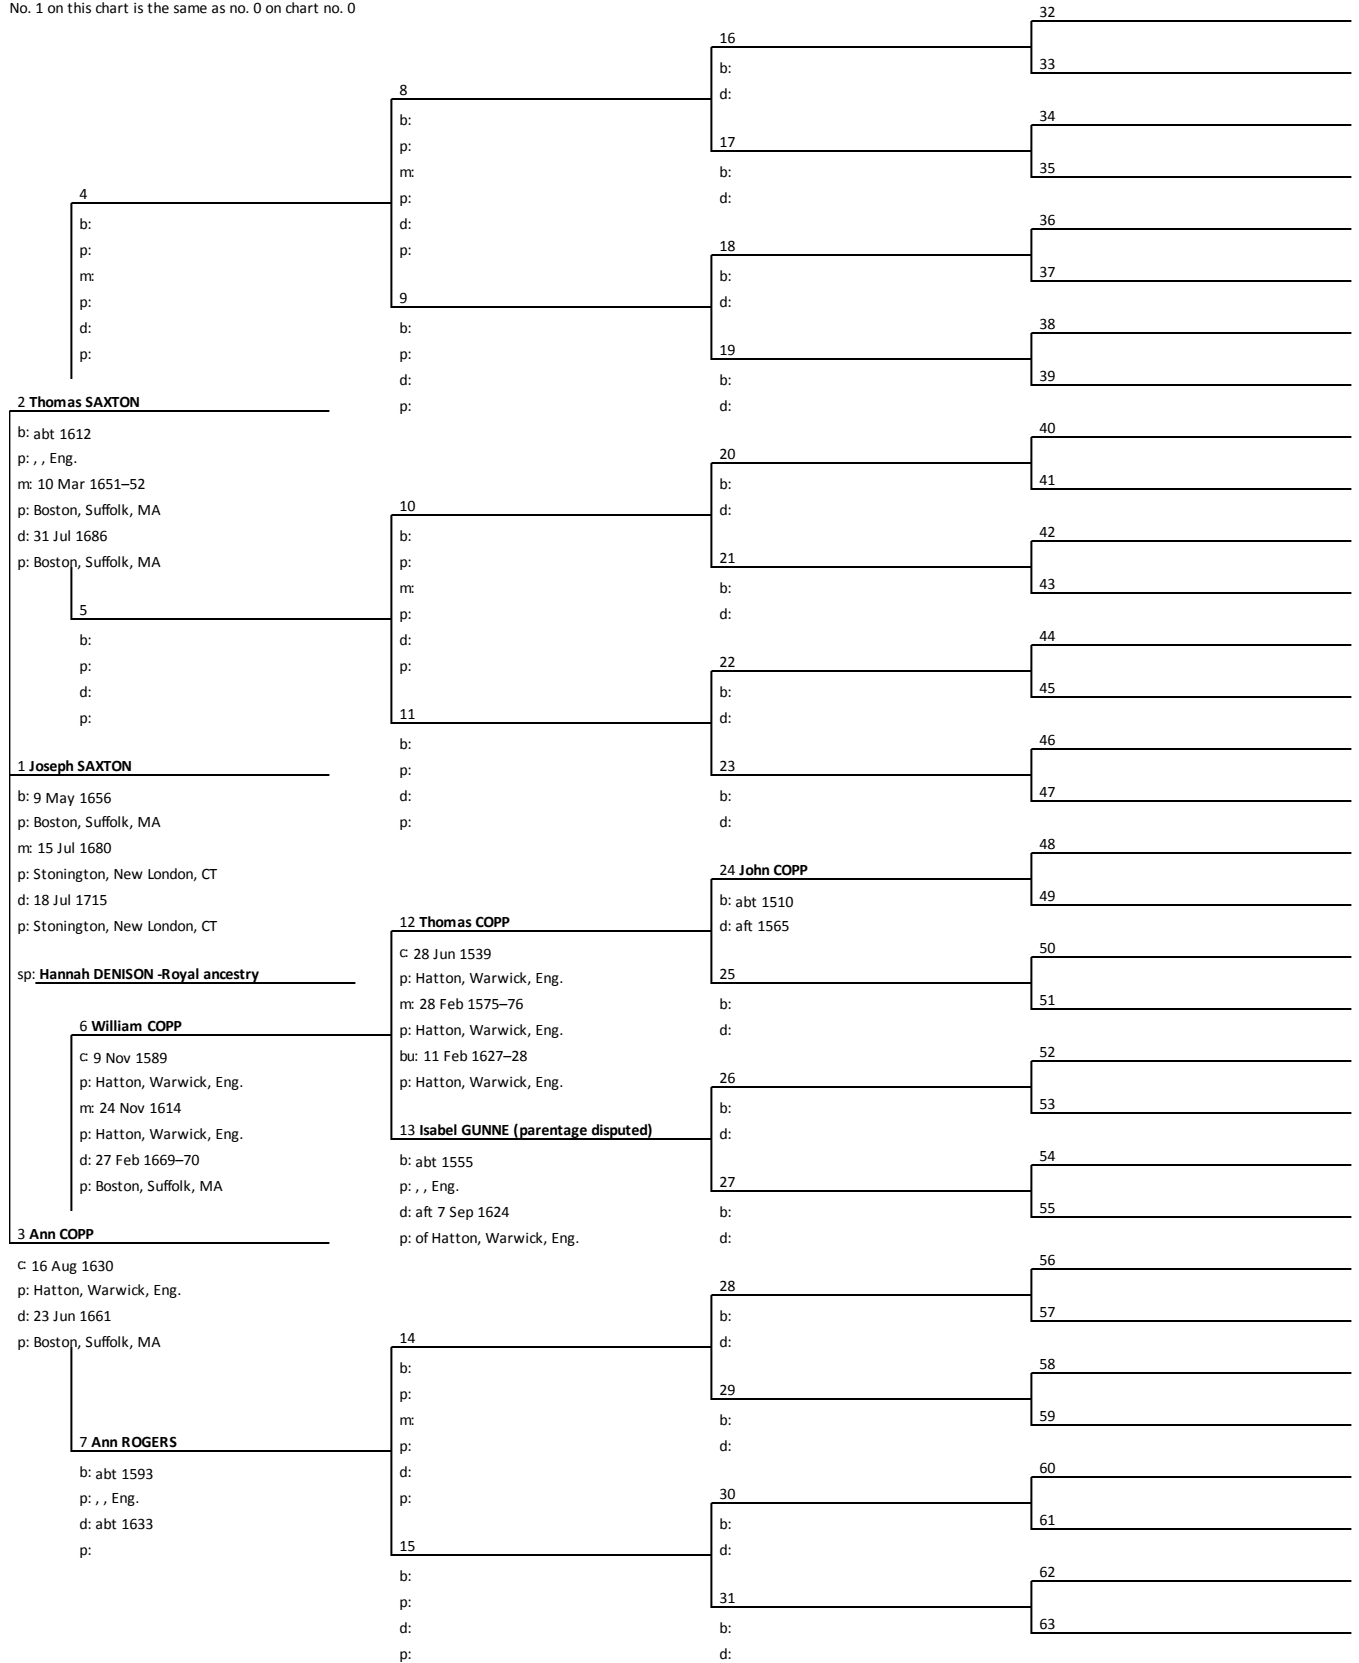 No. 1 on this chart is the same as no. 0 on chart no. 0
4
b:
p:
m:
p:
d:
p:
2 Thomas SAXTON
b: abt 1612
p: , , Eng.
m: 10 Mar 1651–52
p: Boston, Suffolk, MA
d: 31 Jul 1686
p: Boston, Suffolk, MA
5
b:
p:
d:
p:
1 Joseph SAXTON
b: 9 May 1656
p: Boston, Suffolk, MA
m: 15 Jul 1680
p: Stonington, New London, CT
d: 18 Jul 1715
p: Stonington, New London, CT
sp: Hannah DENISON -Royal ancestry
6 William COPP
c: 9 Nov 1589
p: Hatton, Warwick, Eng.
m: 24 Nov 1614
p: Hatton, Warwick, Eng.
d: 27 Feb 1669–70
p: Boston, Suffolk, MA
3 Ann COPP
c: 16 Aug 1630
p: Hatton, Warwick, Eng.
d: 23 Jun 1661
p: Boston, Suffolk, MA
7 Ann ROGERS
b: abt 1593
p: , , Eng.
d: abt 1633
p:
8
b:
p:
m:
p:
d:
p:
9
b:
p:
d:
p:
10
b:
p:
m:
p:
d:
p:
11
b:
p:
d:
p:
12 Thomas COPP
c: 28 Jun 1539
p: Hatton, Warwick, Eng.
m: 28 Feb 1575–76
p: Hatton, Warwick, Eng.
bu: 11 Feb 1627–28
p: Hatton, Warwick, Eng.
13 Isabel GUNNE (parentage disputed)
b: abt 1555
p: , , Eng.
d: aft 7 Sep 1624
p: of Hatton, Warwick, Eng.
14
b:
p:
m:
p:
d:
p:
15
b:
p:
d:
p:
16
b:
d:
17
b:
d:
18
b:
d:
19
b:
d:
20
b:
d:
21
b:
d:
22
b:
d:
23
b:
d:
24 John COPP
b: abt 1510
d: aft 1565
25
b:
d:
26
b:
d:
27
b:
d:
28
b:
d:
29
b:
d:
30
b:
d:
31
b:
d:
32
33
34
35
36
37
38
39
40
41
42
43
44
45
46
47
48
49
50
51
52
53
54
55
56
57
58
59
60
61
62
63